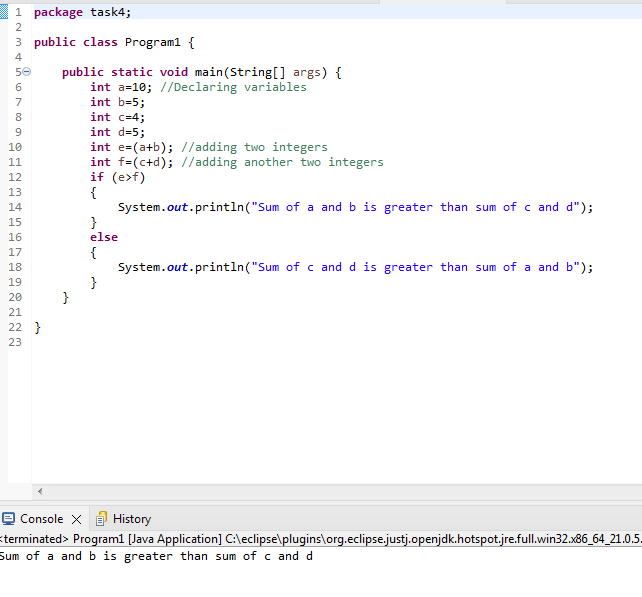 1 package task4;
2
3 public class Program1 {
4
5 public static void main(String[] args) {
6 int a=10; //Declaring variables
7 int b=5;
8 int c=4;
9 int d=5;
10 int e=(a+b); //adding two integers
11 int f=(c+d); //adding another two integers
12 if (e>f)
13 {
14 System.out.println("Sum of a and b is greater than sum of c and d");
15 }
16 else
17 {
18 System.out.println("Sum of c and d is greater than sum of a and b");
19 }
20 }
21
22 }
23
Console History
<terminated> Program1 [Java Application] C:\eclipse\plugins\org.eclipse.justj.openjdk.hotspot.jre.full.win32.x86_64_21.0.5.
Sum of a and b is greater than sum of c and d